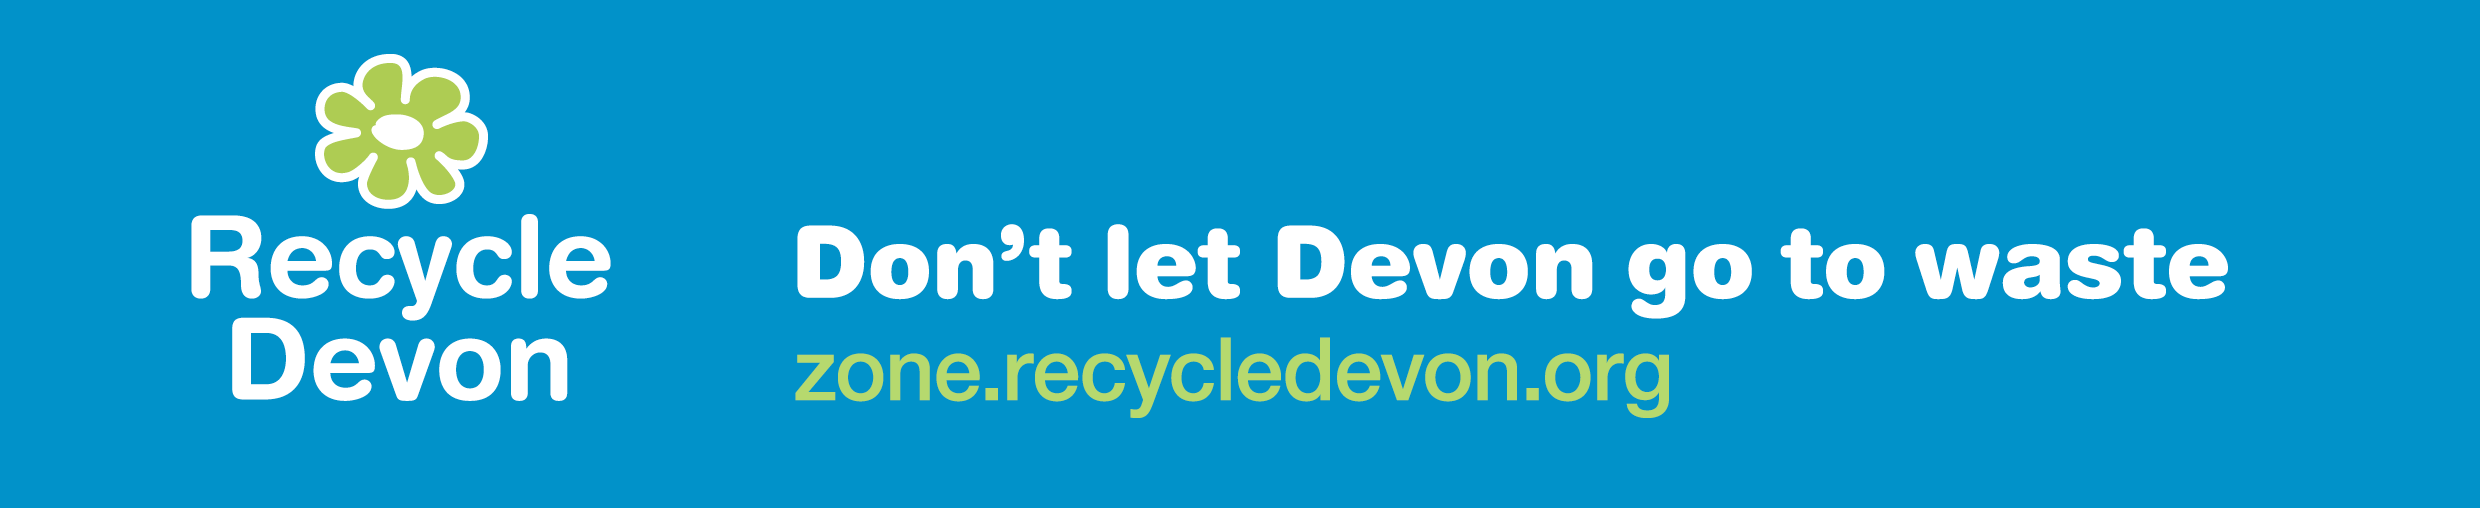 Recycle
Devon
Don’t let Devon go to waste
zone.recycledevon.org